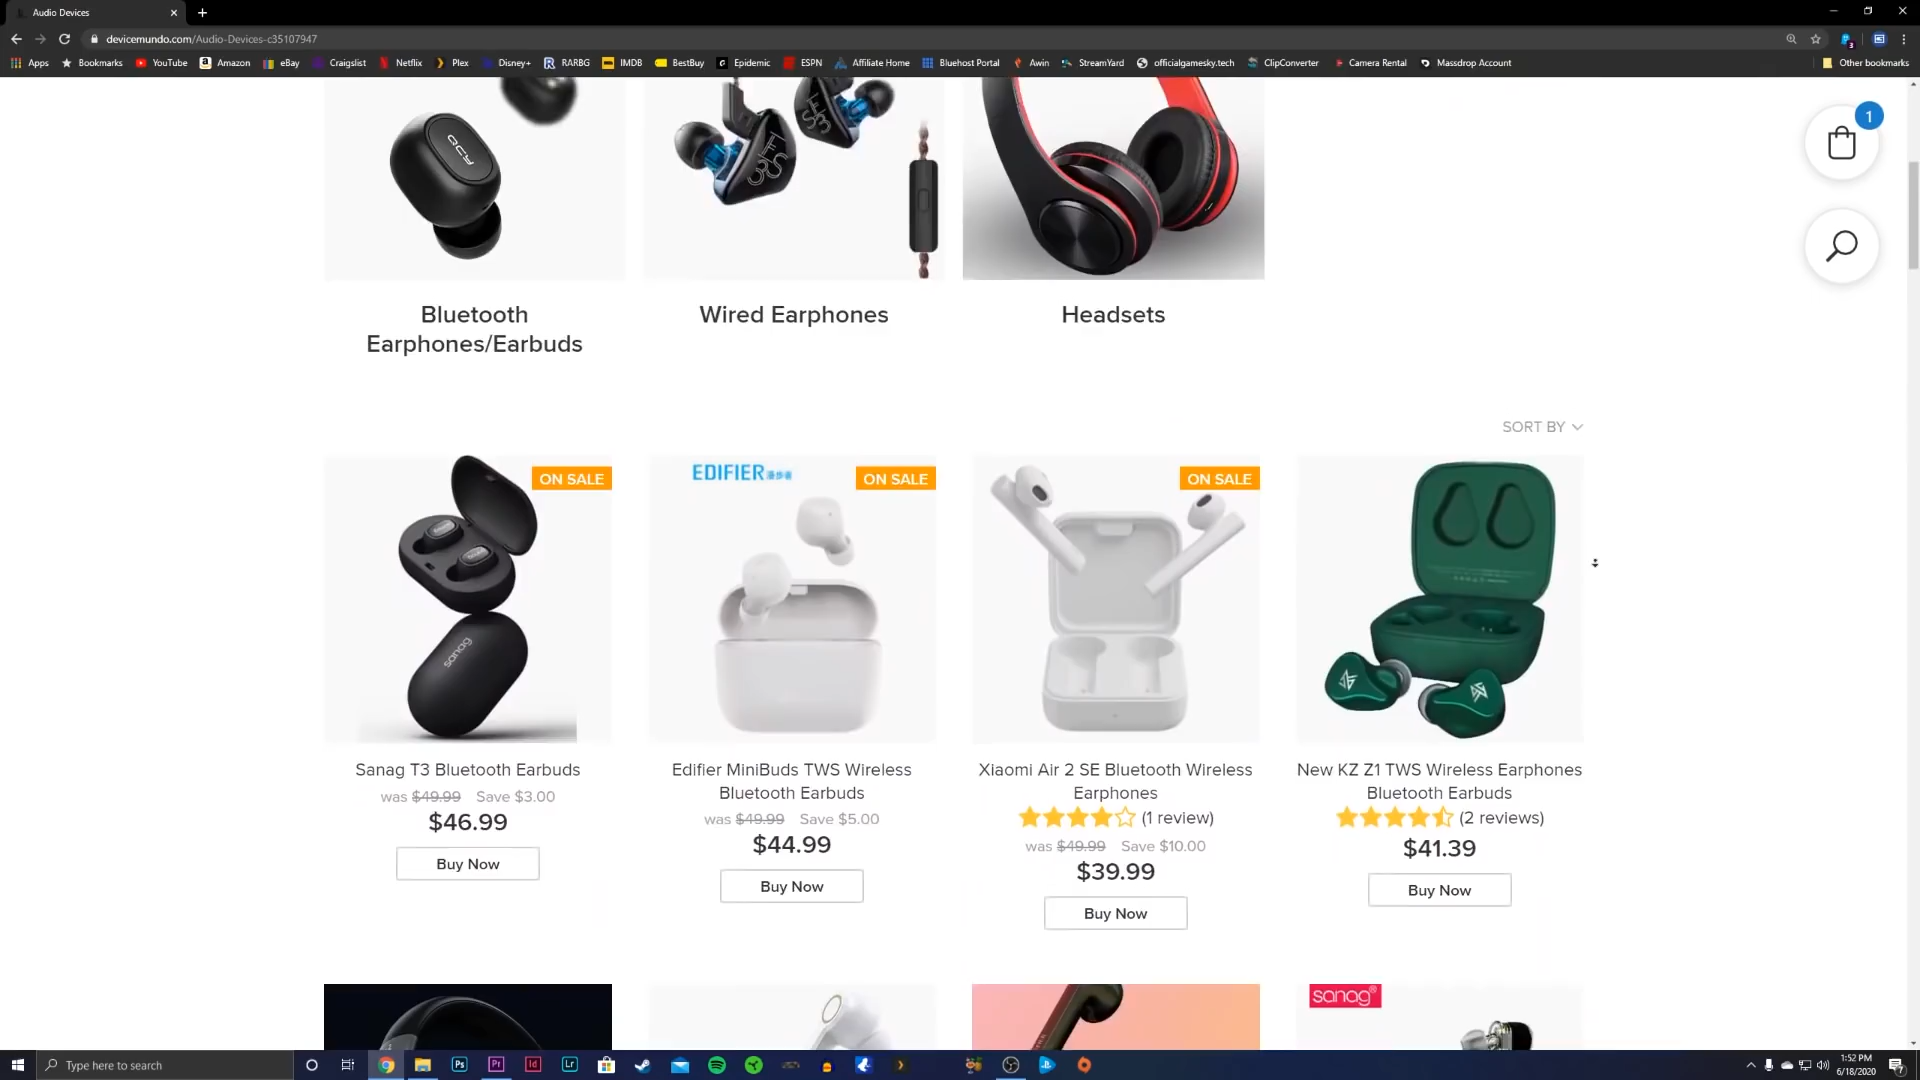 Audio Devices
devicemundo.com/Audio-Devices-c35107947
Apps Bookmarks YouTube Amazon eBay Craigslist Netflix Plex Disney+ RARBG IMDB BestBuy Epidemic ESPN Affiliate Home Bluehost Portal Awin StreamYard officialgamesky.tech ClipConverter Camera Rental Massdrop Account Other bookmarks
1
QCY
Bluetooth
Earphones/Earbuds
Wired Earphones
Headsets
SORT BY
ON SALE
sanag
EDIFIER
ON SALE
ON SALE
Sanag T3 Bluetooth Earbuds
was $49.99 Save $3.00
$46.99
Buy Now
Edifier MiniBuds TWS Wireless
Bluetooth Earbuds
was $49.99 Save $5.00
$44.99
Buy Now
Xiaomi Air 2 SE Bluetooth Wireless
Earphones
(1 review)
was $49.99 Save $10.00
$39.99
Buy Now
New KZ Z1 TWS Wireless Earphones
Bluetooth Earbuds
(2 reviews)
$41.39
Buy Now
sanag®
Type here to search
Ps Pr Id Lr
1:52 PM
6/18/2020